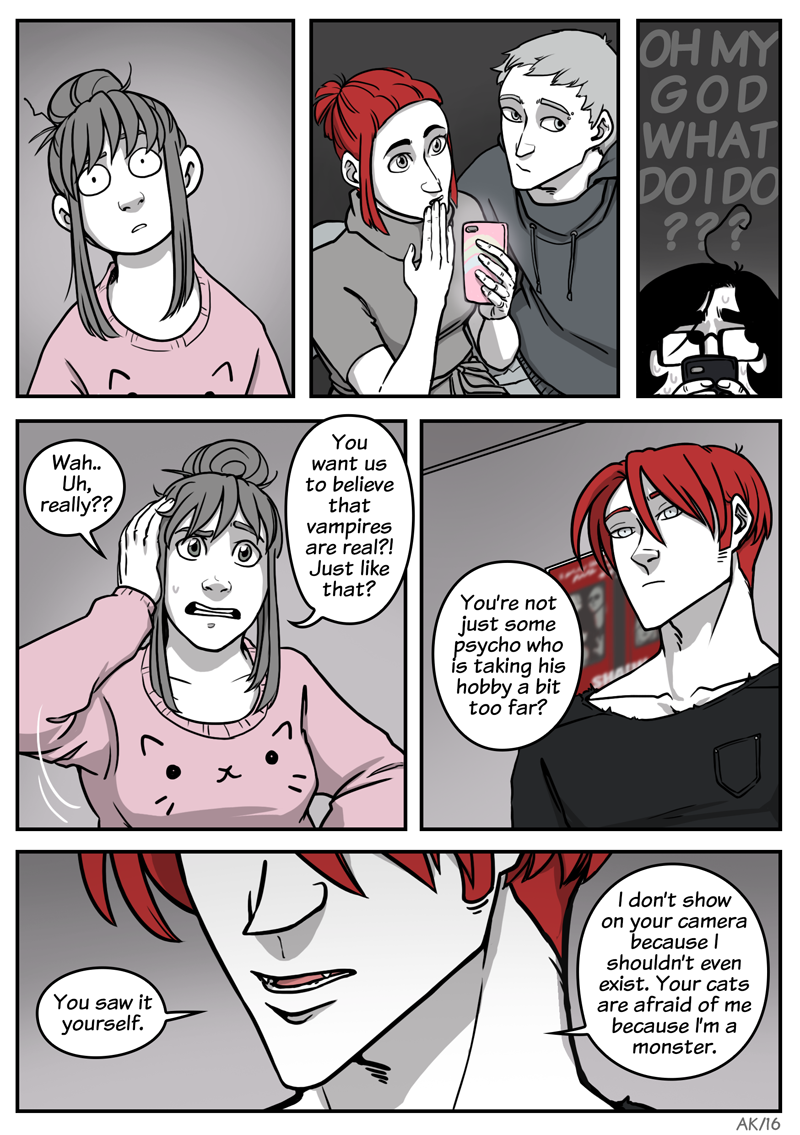 OH MY
GOD
WHAT
DO I DO
???
Wah..
Uh,
really??
You
want us
to believe
that
vampires
are real?!
Just like
that?
You're not
just some
psycho who
is taking his
hobby a bit
too far?
You saw it
yourself.
I don't show
on your camera
because I
shouldn't even
exist. Your cats
are afraid of me
because I'm a
monster.
AK/16